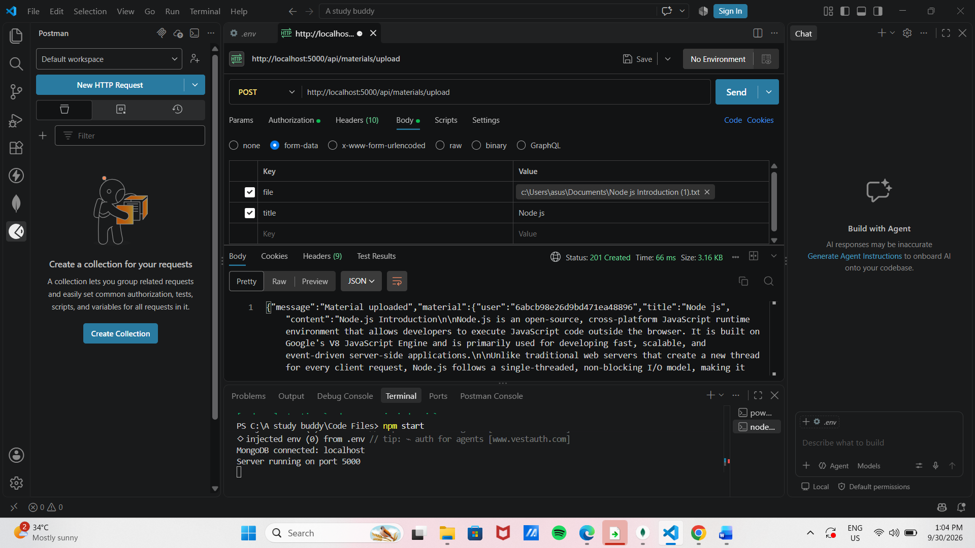 File Edit Selection View Go Run Terminal Help
A study buddy
Sign In
Postman
Default workspace
New HTTP Request
Filter
Create a collection for your requests
A collection lets you group related requests
and easily set common authorization, tests,
scripts, and variables for all requests in it.
Create Collection
.env
http://localhost...
http://localhost:5000/api/materials/upload
Save
No Environment
POST
http://localhost:5000/api/materials/upload
Send
Params Authorization Headers (10) Body Scripts Settings
Code Cookies
none form-data x-www-form-urlencoded raw binary GraphQL
Key Value
file c:\Users\asus\Documents\Node js Introduction (1).txt
title Node js
Key Value
Body Cookies Headers (9) Test Results
Status: 201 Created Time: 66 ms Size: 3.16 KB
Pretty Raw Preview JSON
1 {"message":"Material uploaded","material":{"user":"6abcb98e26d9bd471ea48896","title":"Node js",
"content":"Node.js Introduction\n\nNode.js is an open-source, cross-platform JavaScript runtime
environment that allows developers to execute JavaScript code outside the browser. It is built on
Google's V8 JavaScript Engine and is primarily used for developing fast, scalable, and
event-driven server-side applications.\n\nUnlike traditional web servers that create a new thread
for every client request, Node.js follows a single-threaded, non-blocking I/O model, making it
Problems Output Debug Console Terminal Ports Postman Console
PS C:\A study buddy\Code Files> npm start
injected env (0) from .env // tip: ~ auth for agents [www.vestauth.com]
MongoDB connected: localhost
Server running on port 5000
pow...
node...
Chat
Build with Agent
AI responses may be inaccurate
Generate Agent Instructions to onboard AI
onto your codebase.
.env
Describe what to build
Agent Models
Local Default permissions
0 0
2
34°C
Mostly sunny
Search
ENG
US
1:04 PM
9/30/2026